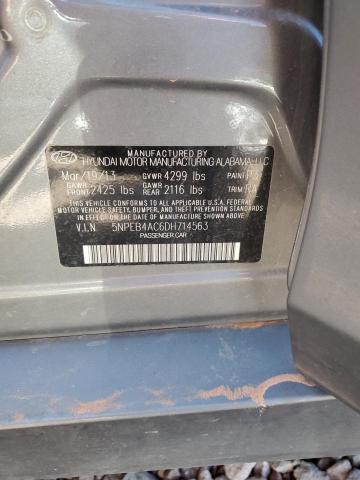 MANUFACTURED BY
HYUNDAI MOTOR MANUFACTURING ALABAMA, LLC
Mar/19/13 GVWR 4299 lbs PAINT
GAWR FRONT 2425 lbs GAWR REAR 2116 lbs TRIM RA
THIS VEHICLE CONFORMS TO ALL APPLICABLE U.S.A. FEDERAL
MOTOR VEHICLE SAFETY, BUMPER, AND THEFT PREVENTION STANDARDS
IN EFFECT ON THE DATE OF MANUFACTURE SHOWN ABOVE.
V.I.N 5NPEB4AC6DH714563
PASSENGER CAR